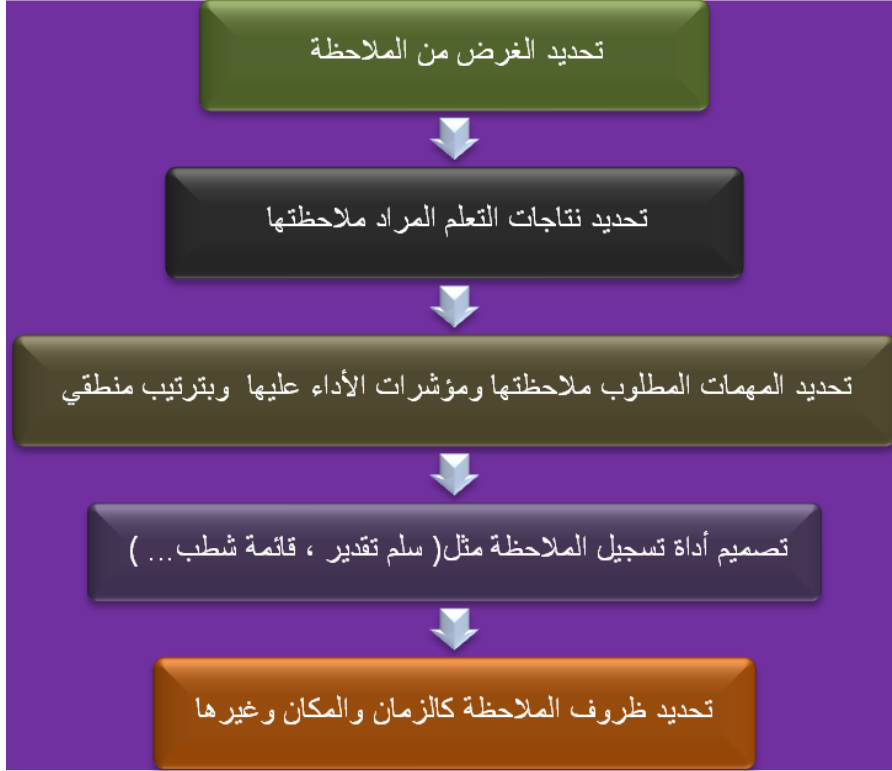 تحديد الغرض من الملاحظة
تحديد نتاجات التعلم المراد ملاحظتها
تحديد المهمات المطلوب ملاحظتها ومؤشرات الأداء عليها وبترتيب منطقي
تصميم أداة تسجيل الملاحظة مثل( سلم تقدير ، قائمة شطب... )
تحديد ظروف الملاحظة كالزمان والمكان وغيرها